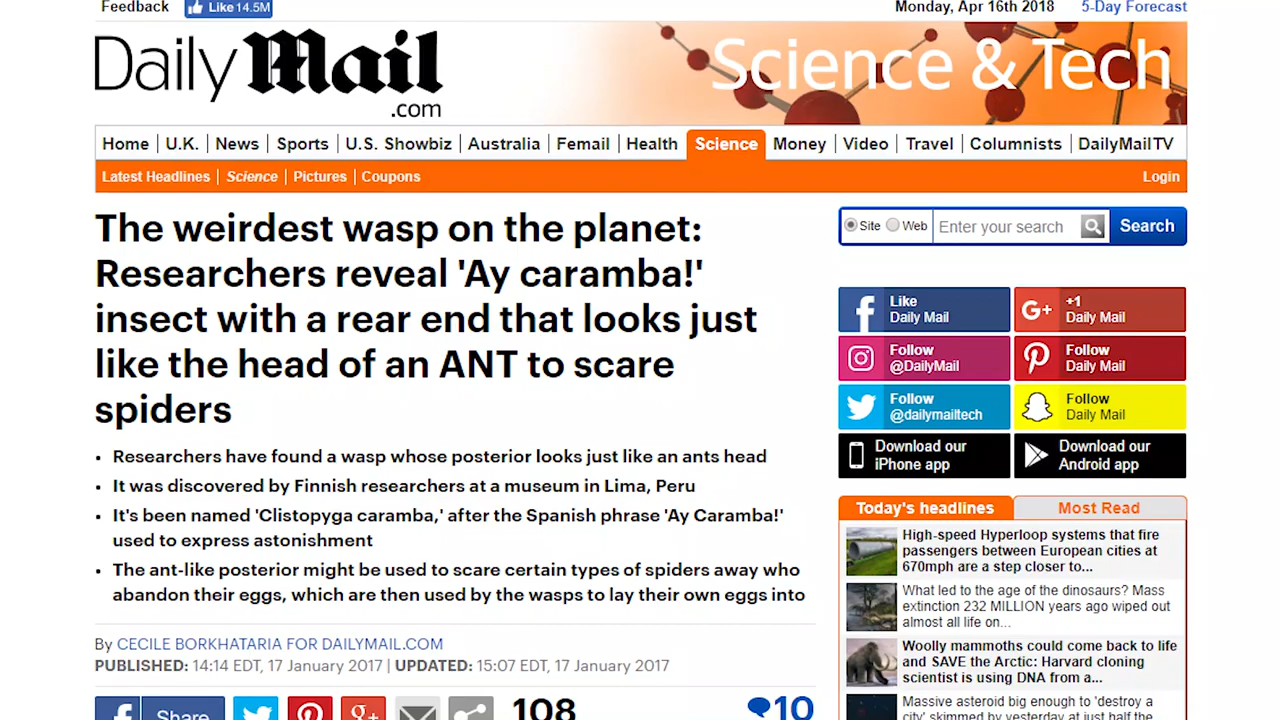 Feedback
Like 14.5M
Monday, Apr 16th 2018
5-Day Forecast
Daily Mail
.com
Science & Tech
Home U.K. News Sports U.S. Showbiz Australia Femail Health Science Money Video Travel Columnists DailyMailTV
Latest Headlines Science Pictures Coupons
Login
The weirdest wasp on the planet:
Researchers reveal 'Ay caramba!'
insect with a rear end that looks just
like the head of an ANT to scare
spiders
• Researchers have found a wasp whose posterior looks just like an ants head
• It was discovered by Finnish researchers at a museum in Lima, Peru
• It's been named 'Clistopyga caramba,' after the Spanish phrase 'Ay Caramba!'
used to express astonishment
• The ant-like posterior might be used to scare certain types of spiders away who
abandon their eggs, which are then used by the wasps to lay their own eggs into
By CECILE BORKHATARIA FOR DAILYMAIL.COM
PUBLISHED: 14:14 EDT, 17 January 2017 | UPDATED: 15:07 EDT, 17 January 2017
Share
108
10
Site Web Enter your search Search
Like
Daily Mail
+1
Daily Mail
Follow
@DailyMail
Follow
Daily Mail
Follow
@dailymailtech
Follow
Daily Mail
Download our
iPhone app
Download our
Android app
Today's headlines
Most Read
High-speed Hyperloop systems that fire
passengers between European cities at
670mph are a step closer to...
What led to the age of the dinosaurs? Mass
extinction 232 MILLION years ago wiped out
almost all life on...
Woolly mammoths could come back to life
and SAVE the Arctic: Harvard cloning
scientist is using DNA from a...
Massive asteroid big enough to 'destroy a
city' skimmed by yesterday at just half the